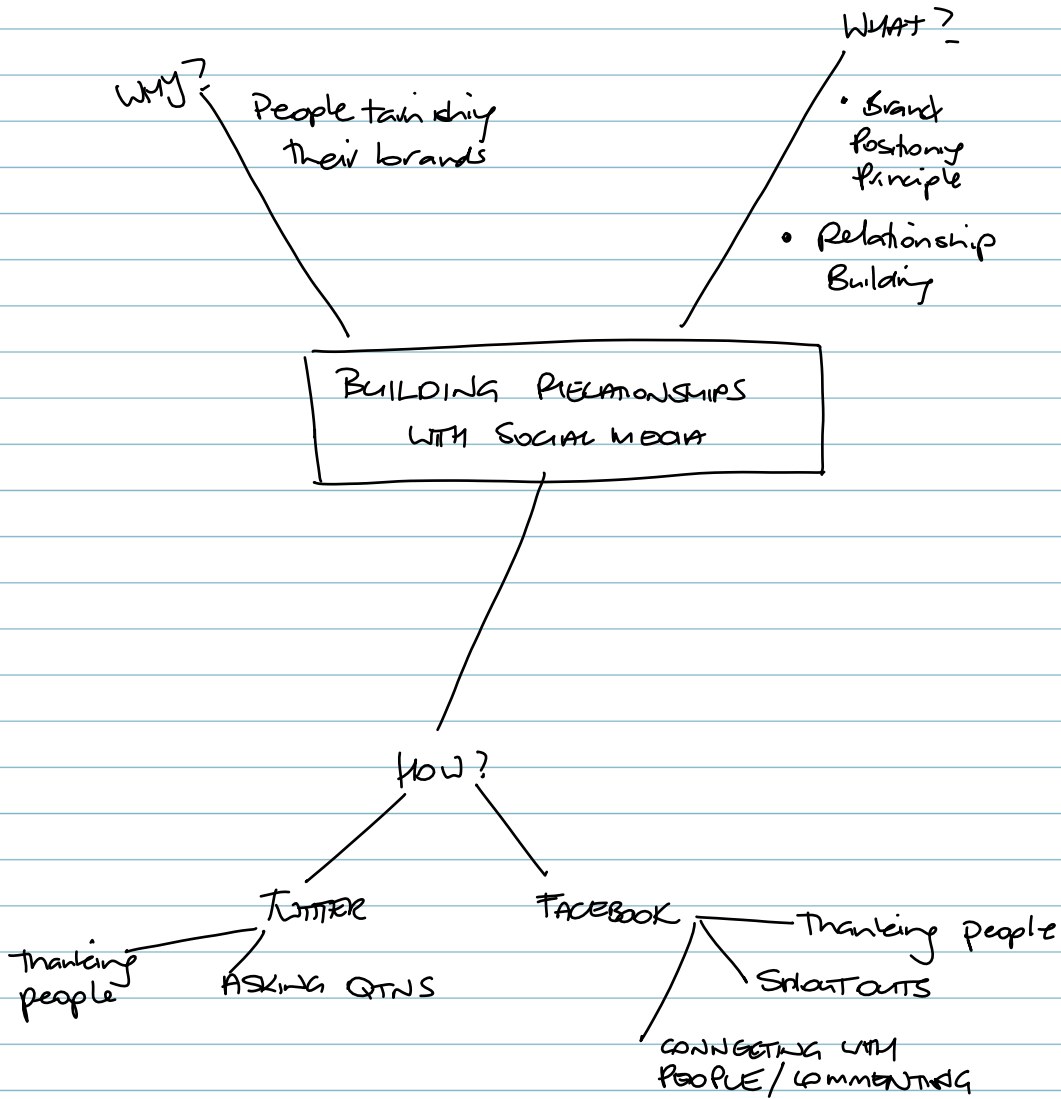 WHAT?
WHY?
People tarnishing
their brands
• Brand
Positioning
Principle
• Relationship
Building
BUILDING RELATIONSHIPS
WITH SOCIAL MEDIA
HOW?
TWITTER
Thanking
people
ASKING QTNS
FACEBOOK
Thanking people
SHOUTOUTS
CONNECTING WITH
PEOPLE/COMMENTING